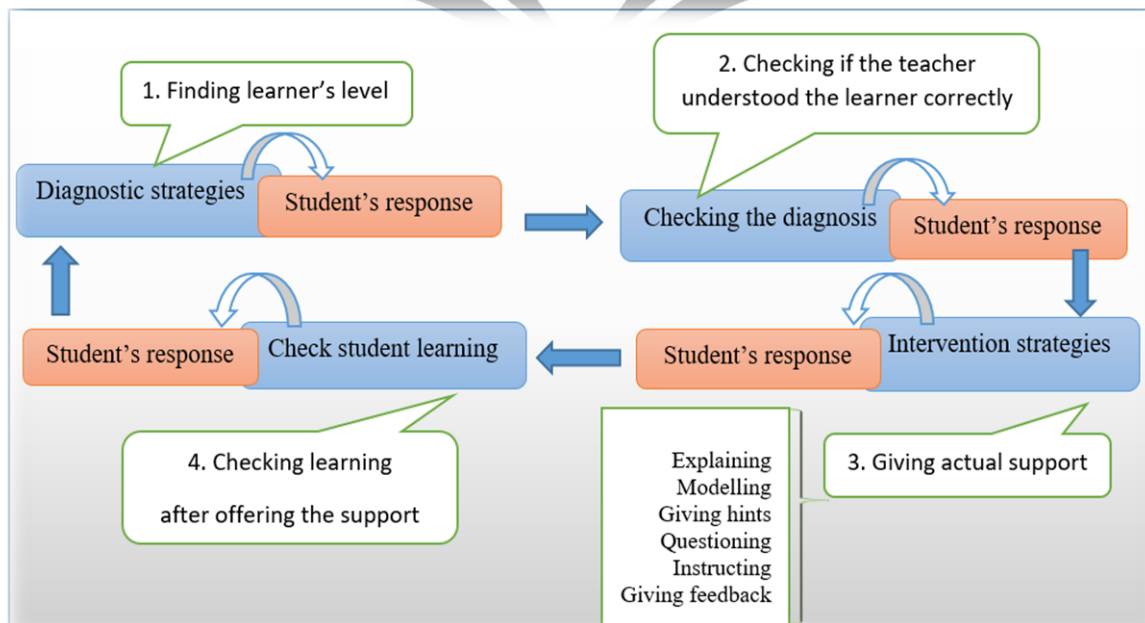 1. Finding learner’s level
2. Checking if the teacher
understood the learner correctly
Diagnostic strategies
Student’s response
Checking the diagnosis
Student’s response
Student’s response
Check student learning
Student’s response
Intervention strategies
4. Checking learning
after offering the support
Explaining
Modelling
Giving hints
Questioning
Instructing
Giving feedback
3. Giving actual support